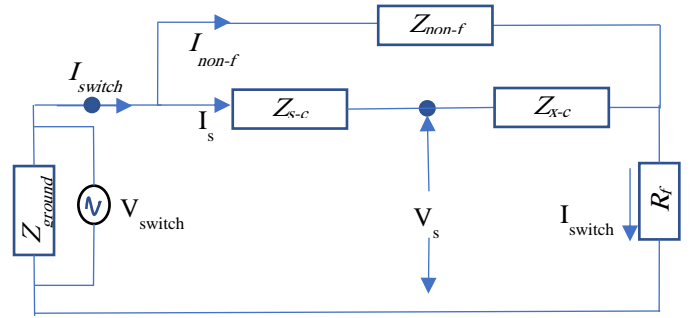 Z_non-f
I_non-f
I_switch
I_s
Z_s-c
Z_x-c
Z_ground
V_switch
V_s
I_switch
R_f